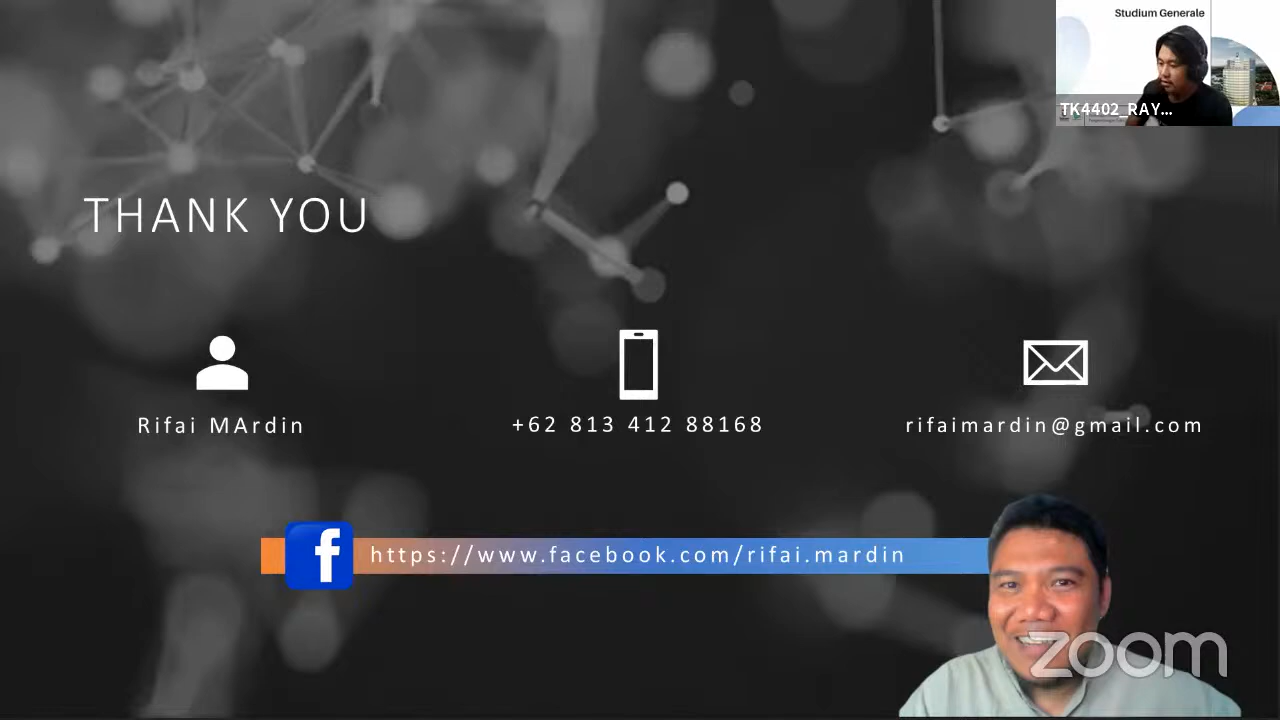 Studium Generale
TK4402_RAY...
THANK YOU
Rifai MArdin
+62 813 412 88168
rifaimardin@gmail.com
f
https://www.facebook.com/rifai.mardin
zoom